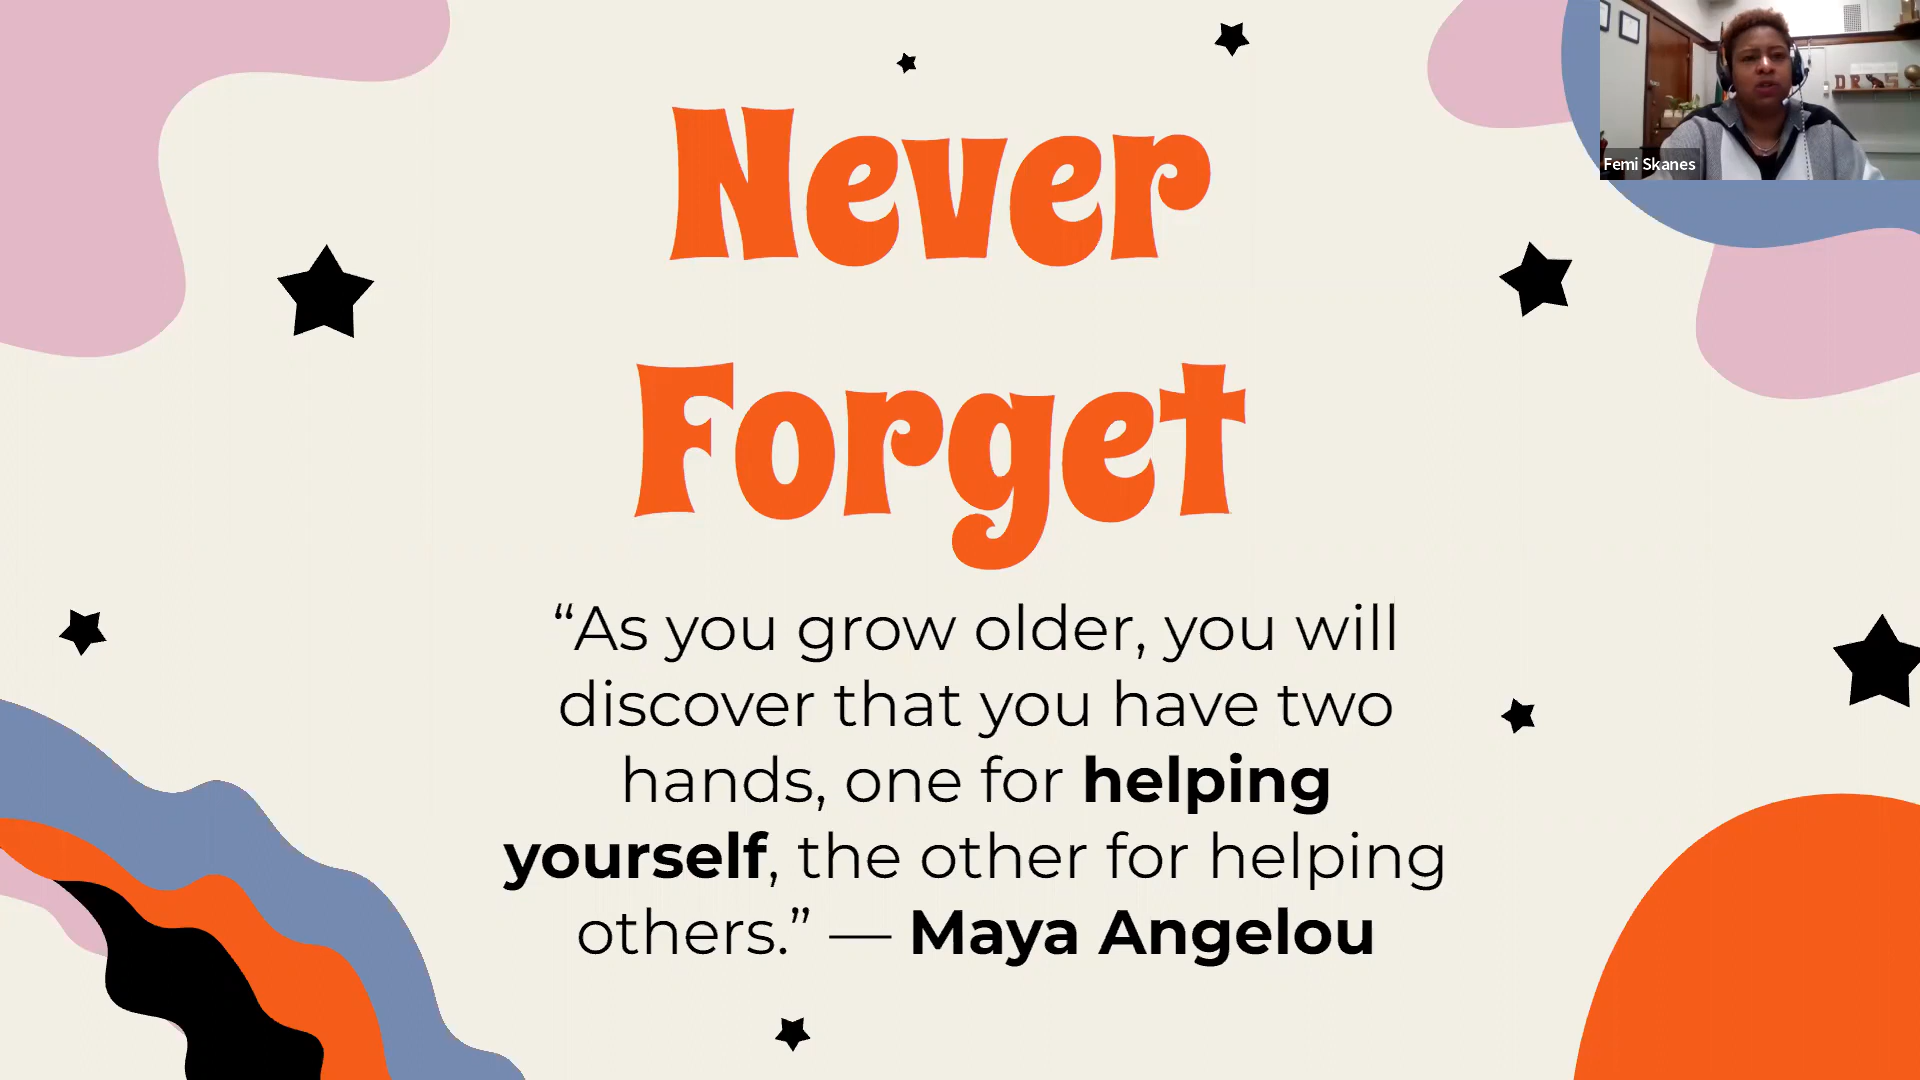 Never
Forget
“As you grow older, you will
discover that you have two
hands, one for helping
yourself, the other for helping
others.” — Maya Angelou
Femi Skanes